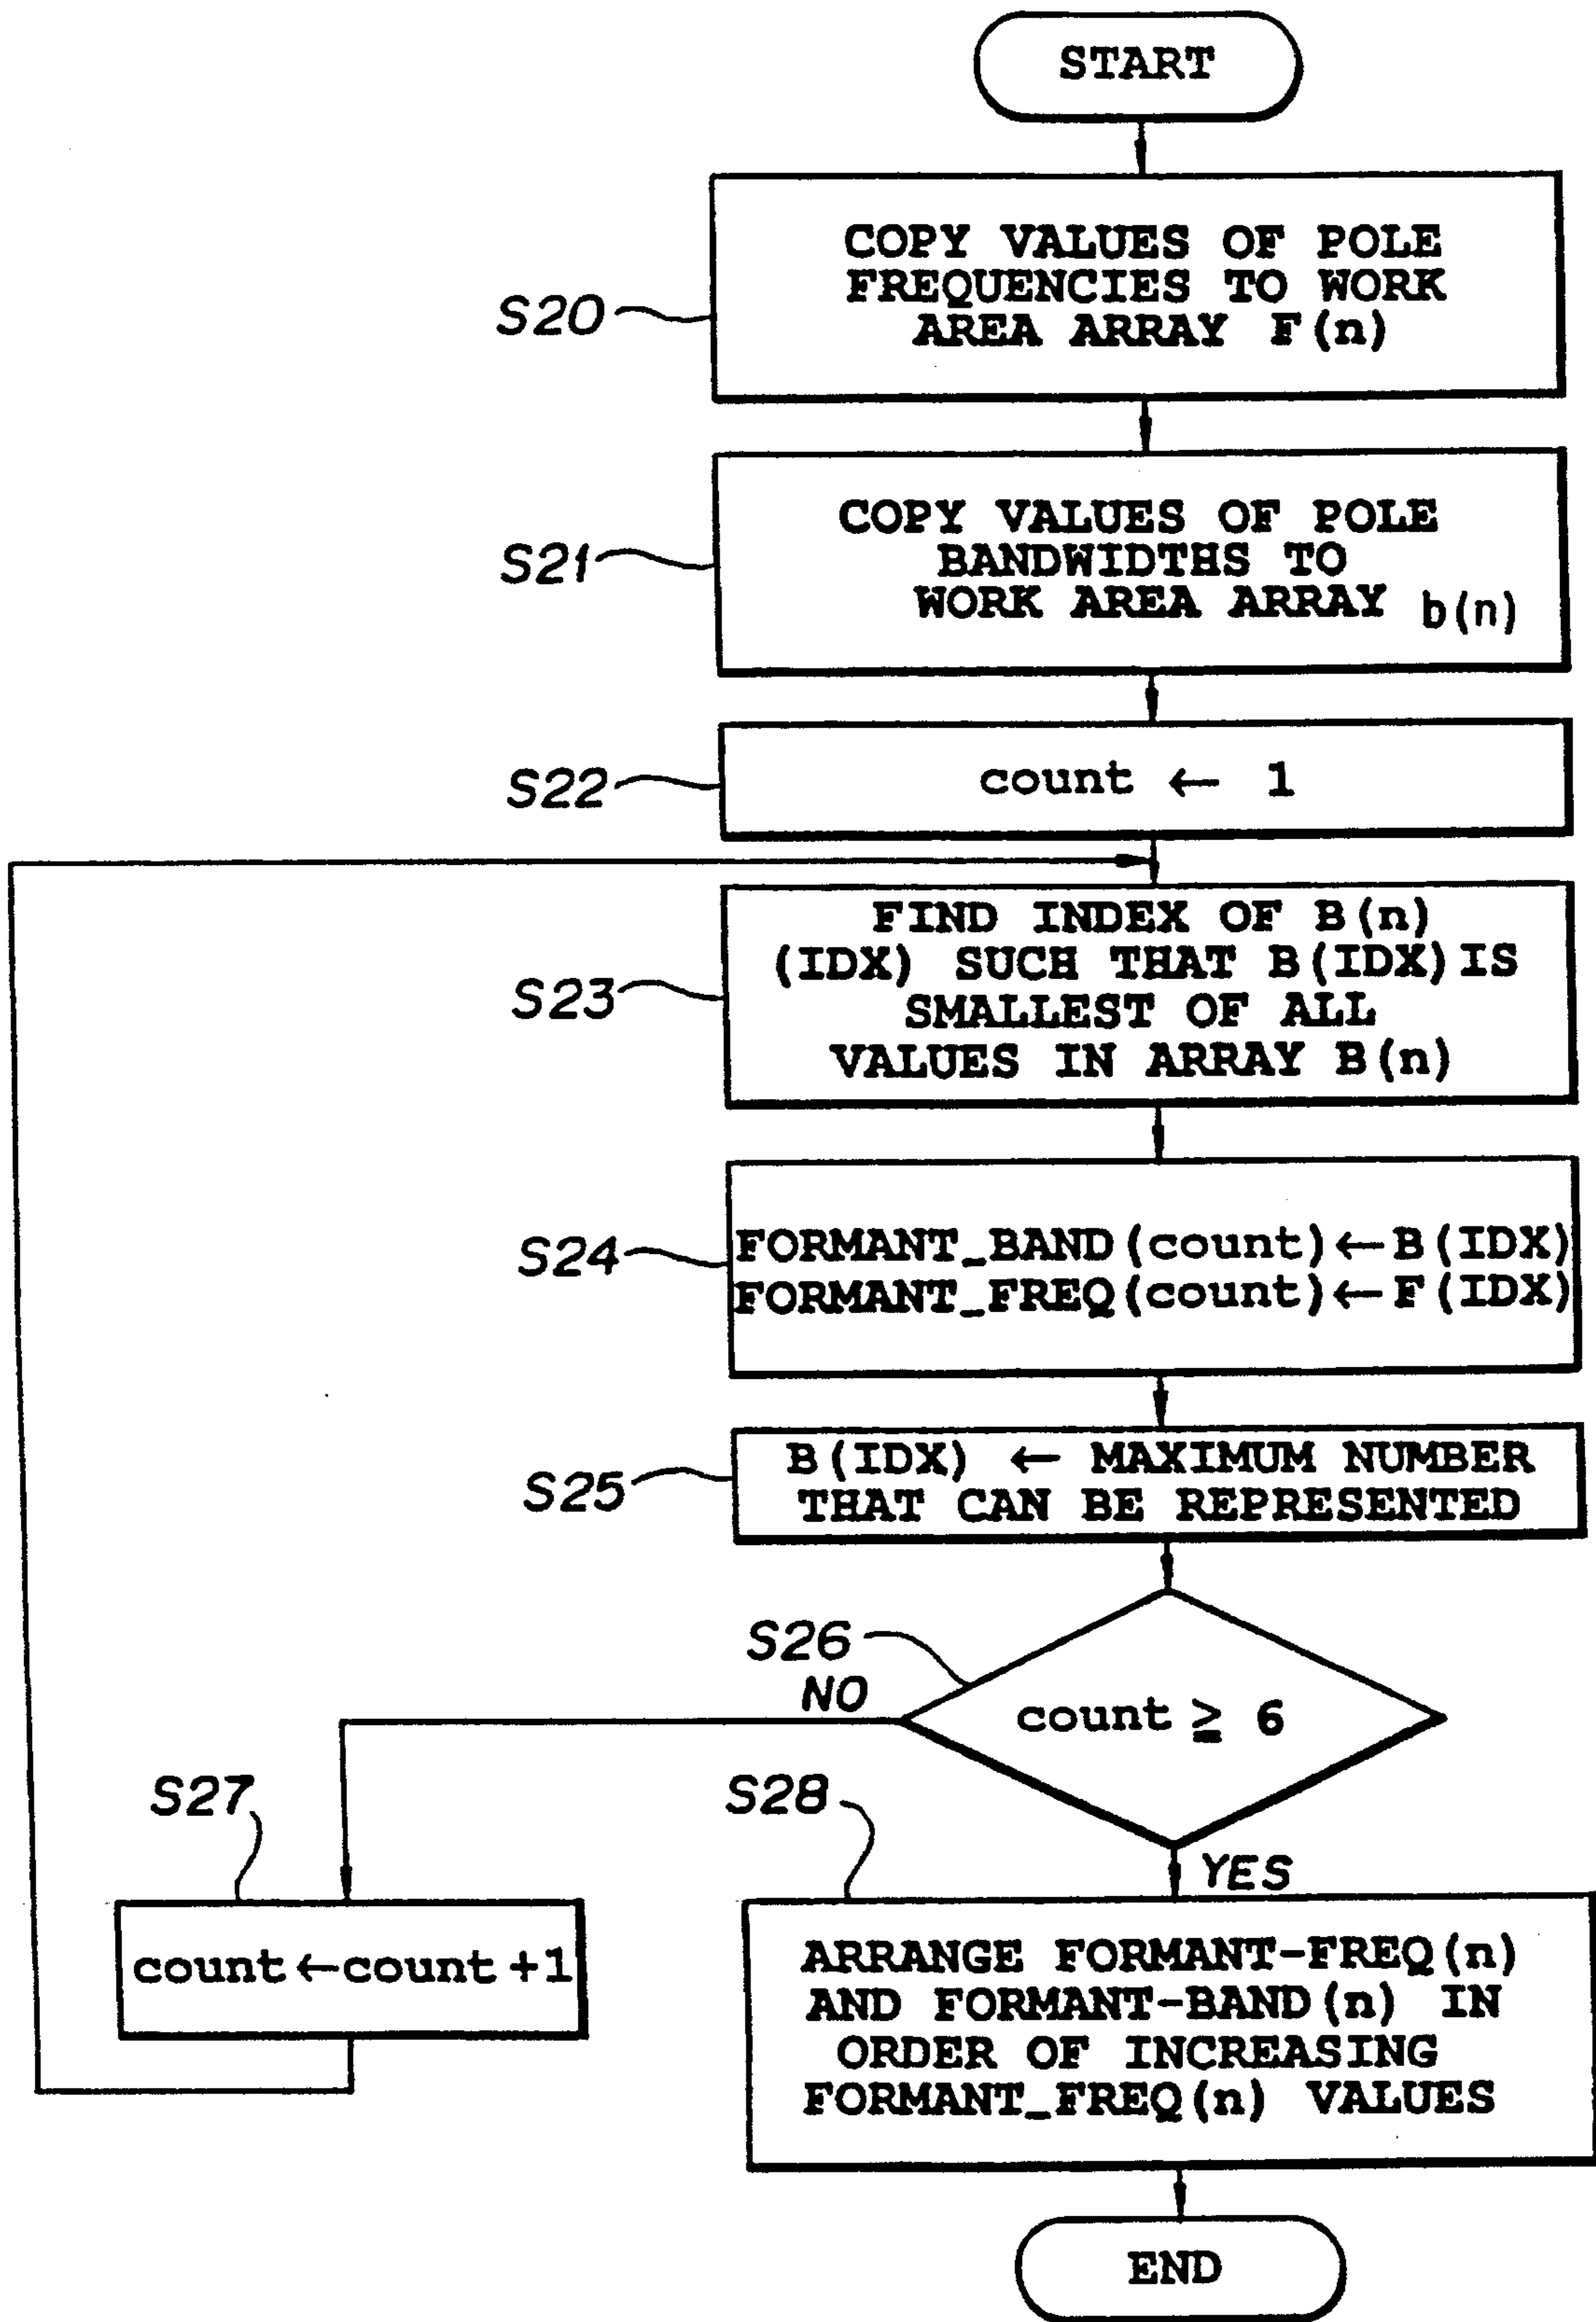 START
COPY VALUES OF POLE
FREQUENCIES TO WORK
AREA ARRAY F(n)
S20
COPY VALUES OF POLE
BANDWIDTHS TO
WORK AREA ARRAY b(n)
S21
count ← 1
S22
FIND INDEX OF B(n)
(IDX) SUCH THAT B(IDX) IS
SMALLEST OF ALL
VALUES IN ARRAY B(n)
S23
FORMANT_BAND(count)←B(IDX)
FORMANT_FREQ(count)←F(IDX)
S24
B(IDX) ← MAXIMUM NUMBER
THAT CAN BE REPRESENTED
S25
S26
NO
count ≧ 6
S27
S28
YES
count←count+1
ARRANGE FORMANT-FREQ(n)
AND FORMANT-BAND(n) IN
ORDER OF INCREASING
FORMANT_FREQ(n) VALUES
END